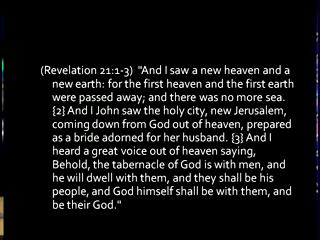 (Revelation 21:1-3)  "And I saw a new heaven and a
new earth: for the first heaven and the first earth
were passed away; and there was no more sea.
{2} And I John saw the holy city, new Jerusalem,
coming down from God out of heaven, prepared
as a bride adorned for her husband. {3} And I
heard a great voice out of heaven saying,
Behold, the tabernacle of God is with men, and
he will dwell with them, and they shall be his
people, and God himself shall be with them, and
be their God."